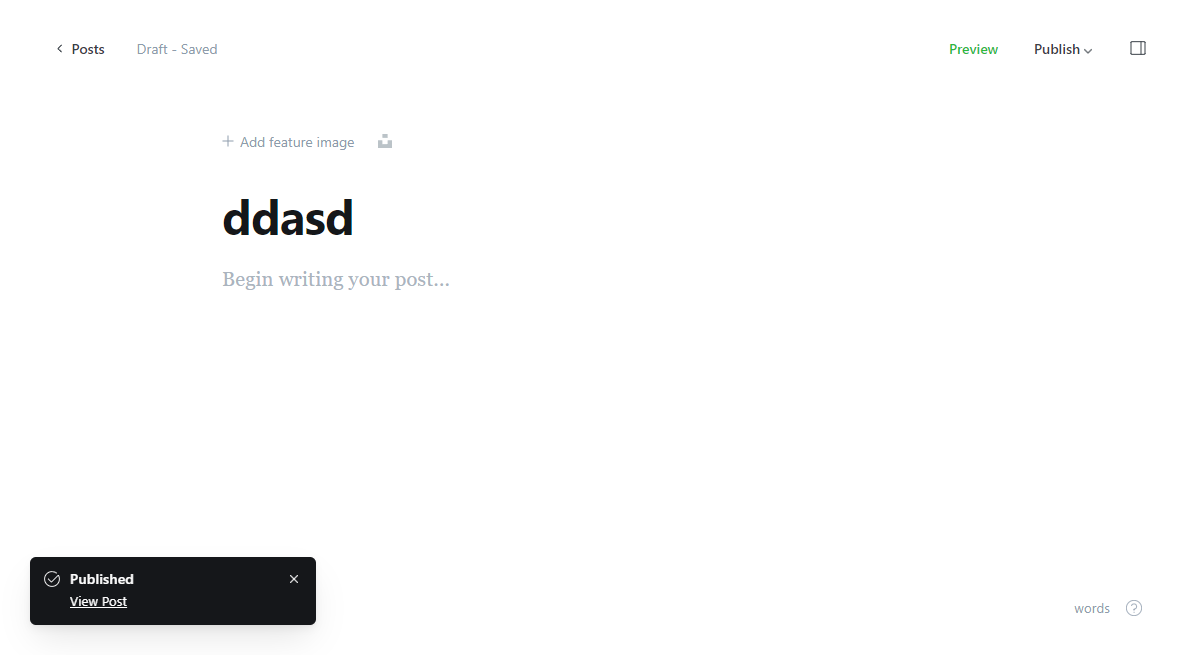 Posts
Draft - Saved
Preview
Publish
Add feature image
ddasd
Begin writing your post...
Published
View Post
words
?